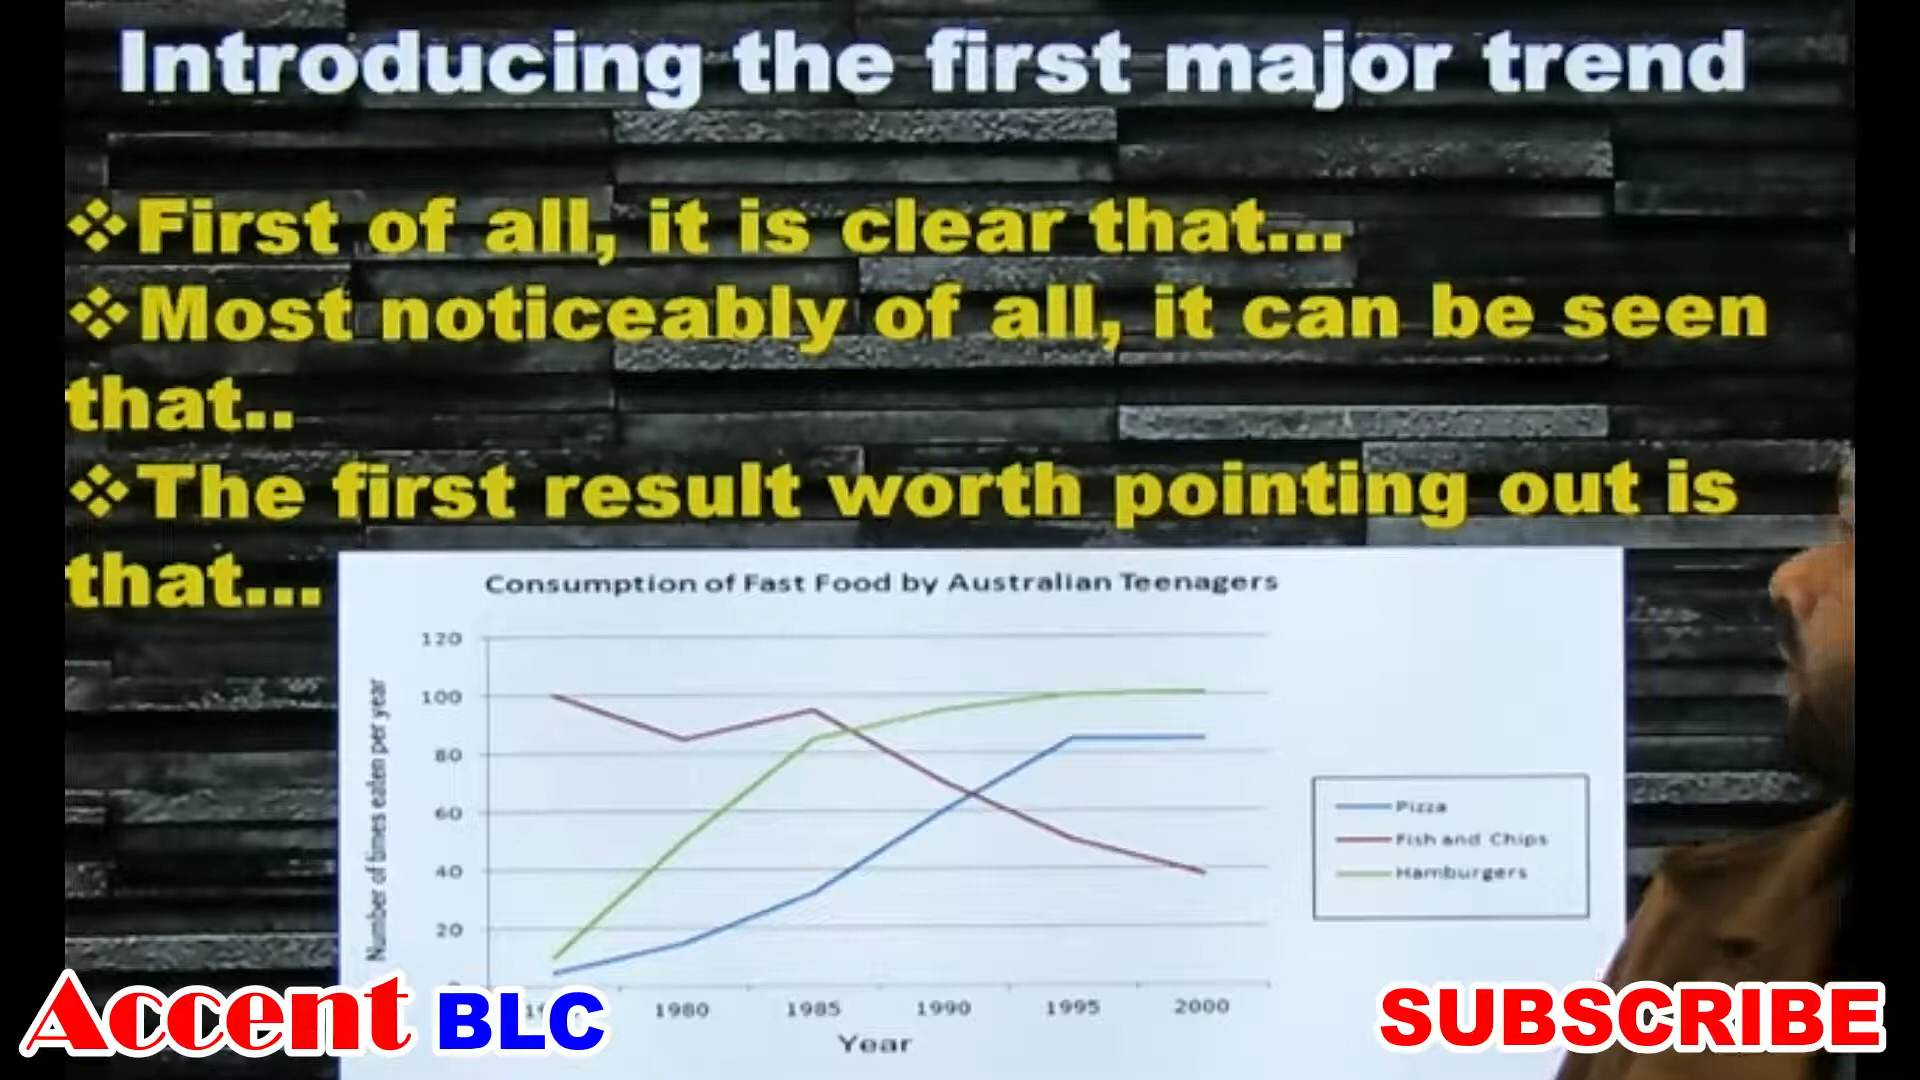 Introducing the first major trend
❖First of all, it is clear that...
❖Most noticeably of all, it can be seen
that..
❖The first result worth pointing out is
that...
Consumption of Fast Food by Australian Teenagers
120
100
80
60
40
20
Number of times eaten per year
Pizza
Fish and Chips
Hamburgers
1980 1985 1990 1995 2000
Year
Accent BLC
SUBSCRIBE